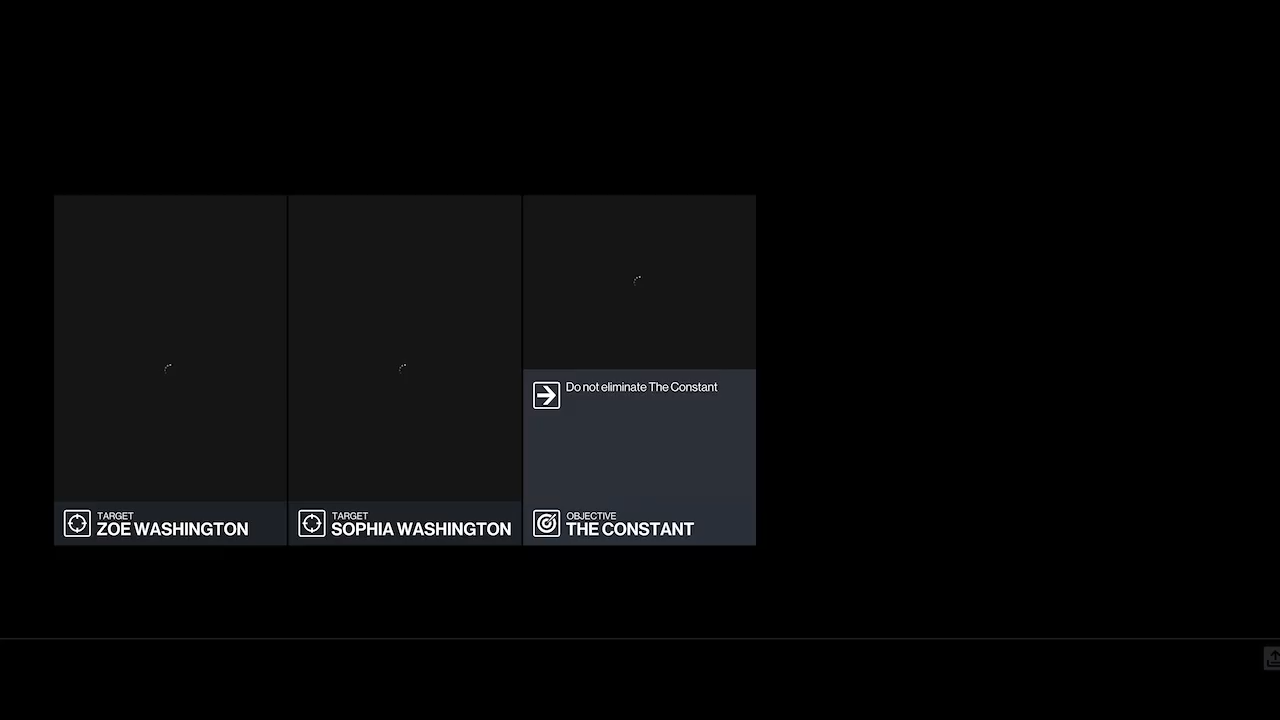 Do not eliminate The Constant
TARGET
ZOE WASHINGTON
TARGET
SOPHIA WASHINGTON
OBJECTIVE
THE CONSTANT